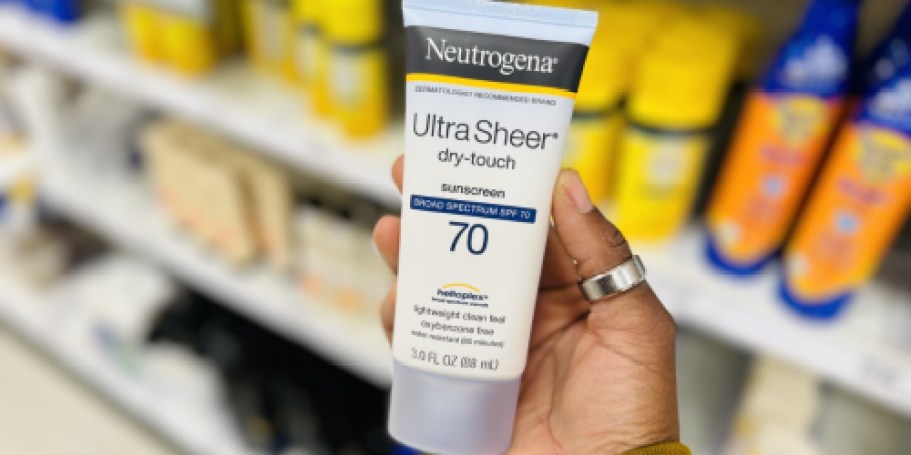 Neutrogena®
DERMATOLOGIST RECOMMENDED BRAND
Ultra Sheer®
dry-touch
sunscreen
BROAD SPECTRUM SPF 70
70
helioplex®
lightweight clean feel
oxybenzone free
water resistant (80 minutes)
3.0 FL OZ (88 mL)